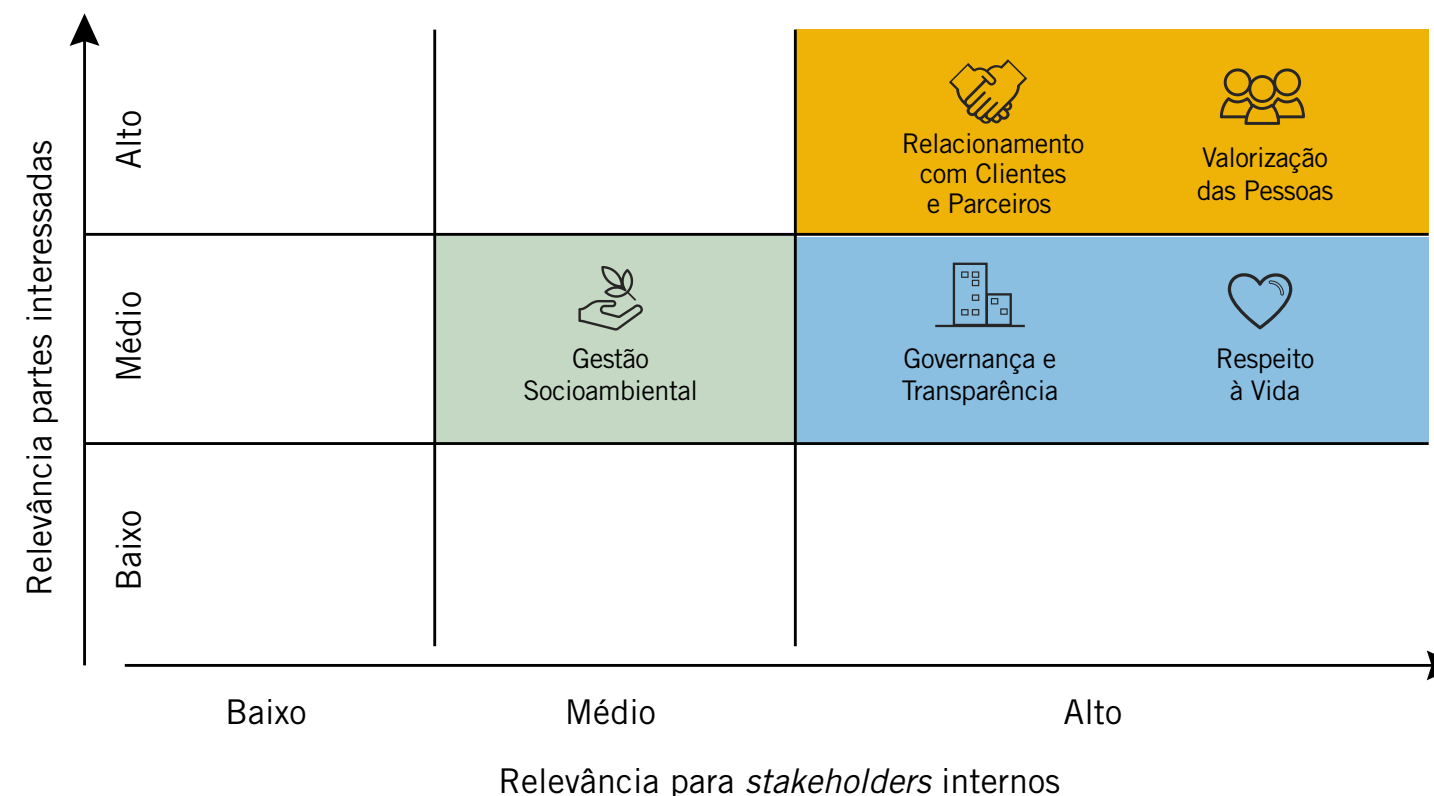 Relevância partes interessadas
Alto
Médio
Baixo
Relacionamento
com Clientes
e Parceiros
Valorização
das Pessoas
Gestão
Socioambiental
Governança e
Transparência
Respeito
à Vida
Baixo
Médio
Alto
Relevância para stakeholders internos